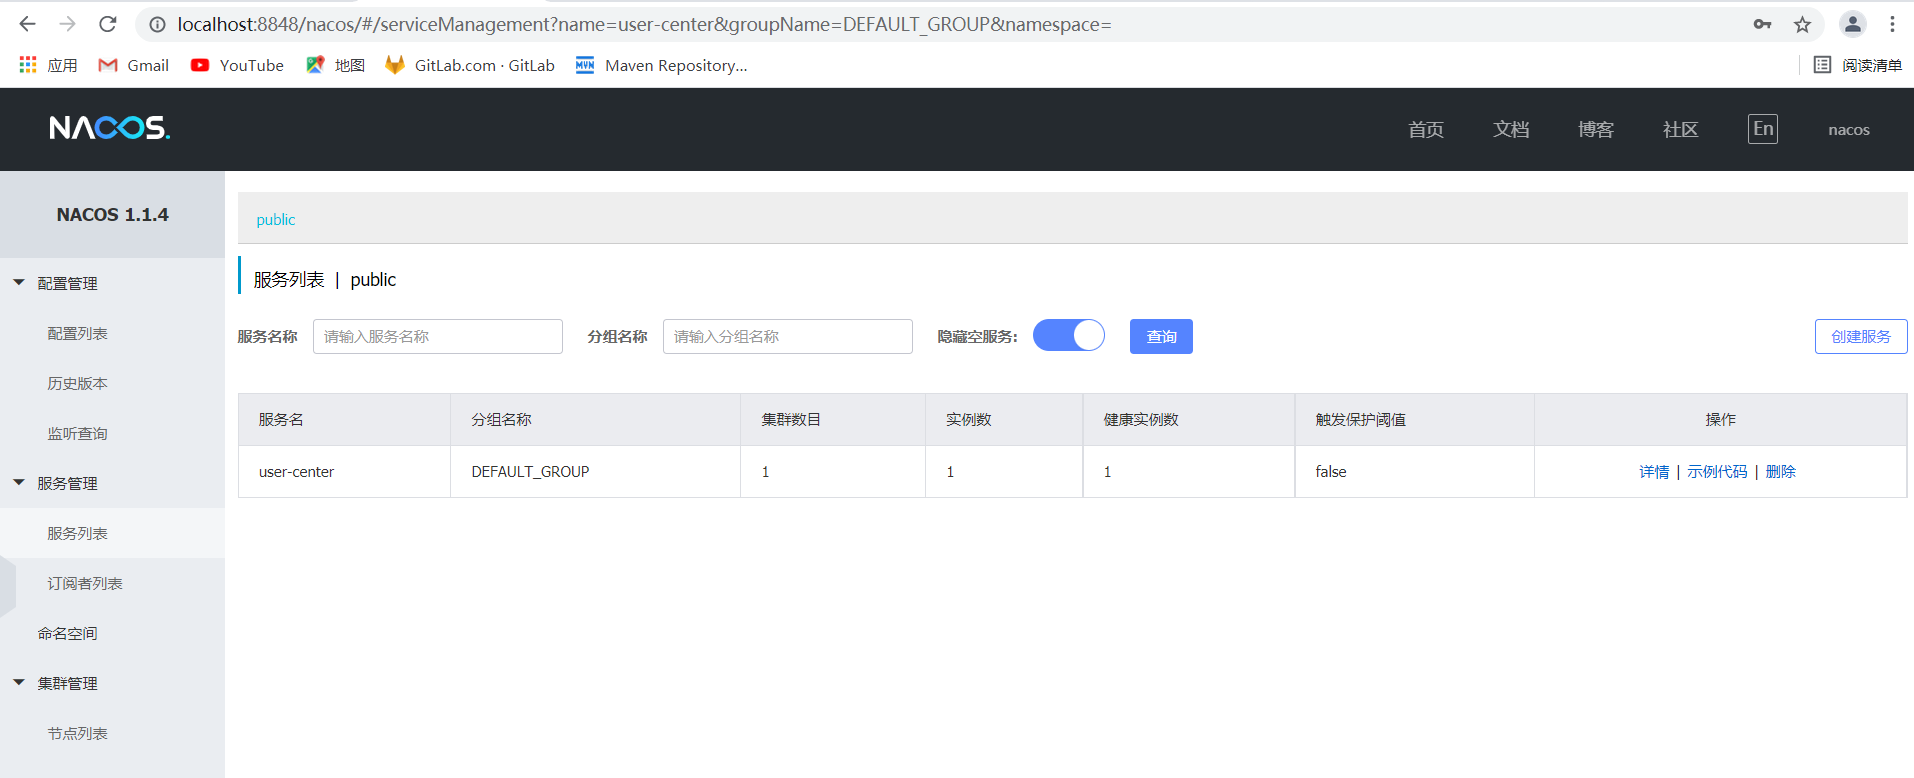 localhost:8848/nacos/#/serviceManagement?name=user-center&groupName=DEFAULT_GROUP&namespace=
应用 Gmail YouTube 地图 GitLab.com · GitLab MVN Maven Repository... 阅读清单
NACOS. 首页 文档 博客 社区 En nacos
NACOS 1.1.4
配置管理
配置列表
历史版本
监听查询
服务管理
服务列表
订阅者列表
命名空间
集群管理
节点列表
public
服务列表 | public
服务名称 请输入服务名称 分组名称 请输入分组名称 隐藏空服务: 查询 创建服务
服务名 分组名称 集群数目 实例数 健康实例数 触发保护阈值 操作
user-center DEFAULT_GROUP 1 1 1 false 详情 | 示例代码 | 删除